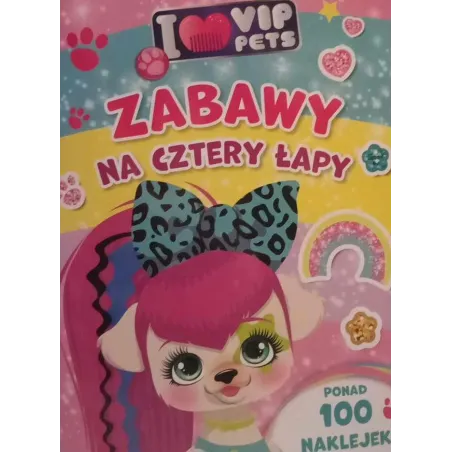 I VIP
PETS
ZABAWY
NA CZTERY ŁAPY
PONAD
100
NAKLEJEK